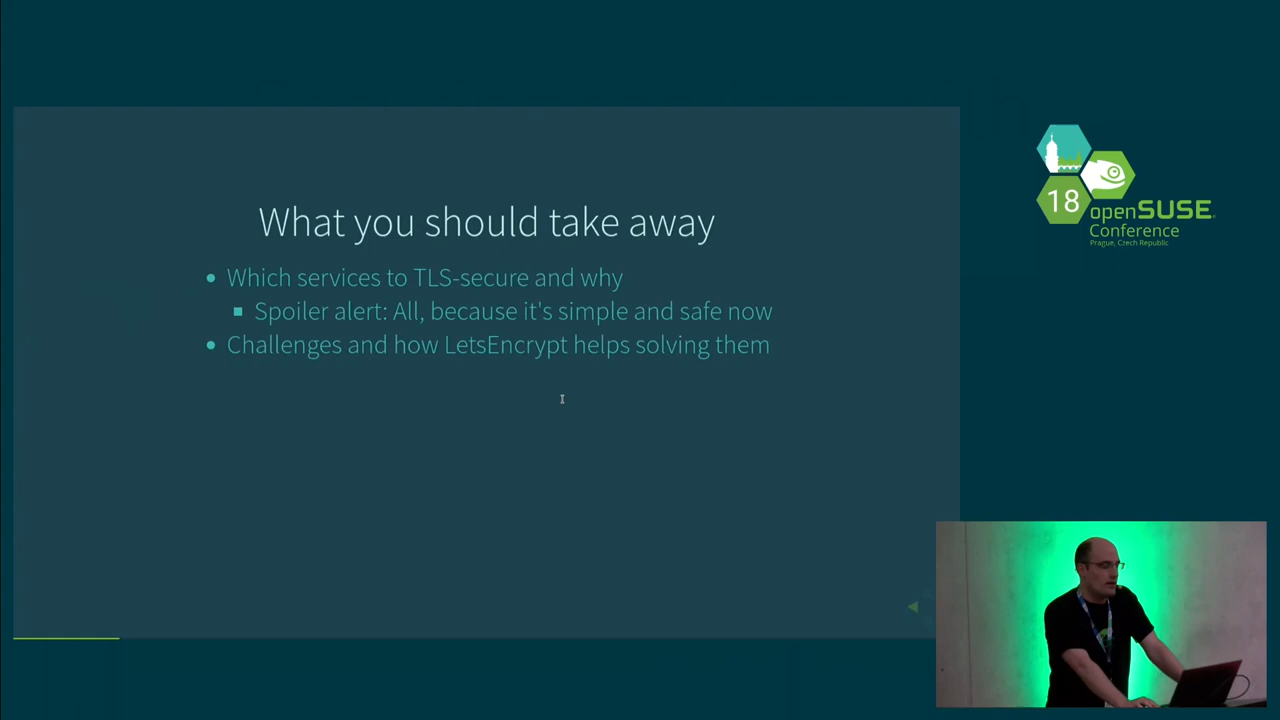 What you should take away
Which services to TLS-secure and why
Spoiler alert: All, because it's simple and safe now
Challenges and how LetsEncrypt helps solving them
18
openSUSE
Conference
Prague, Czech Republic